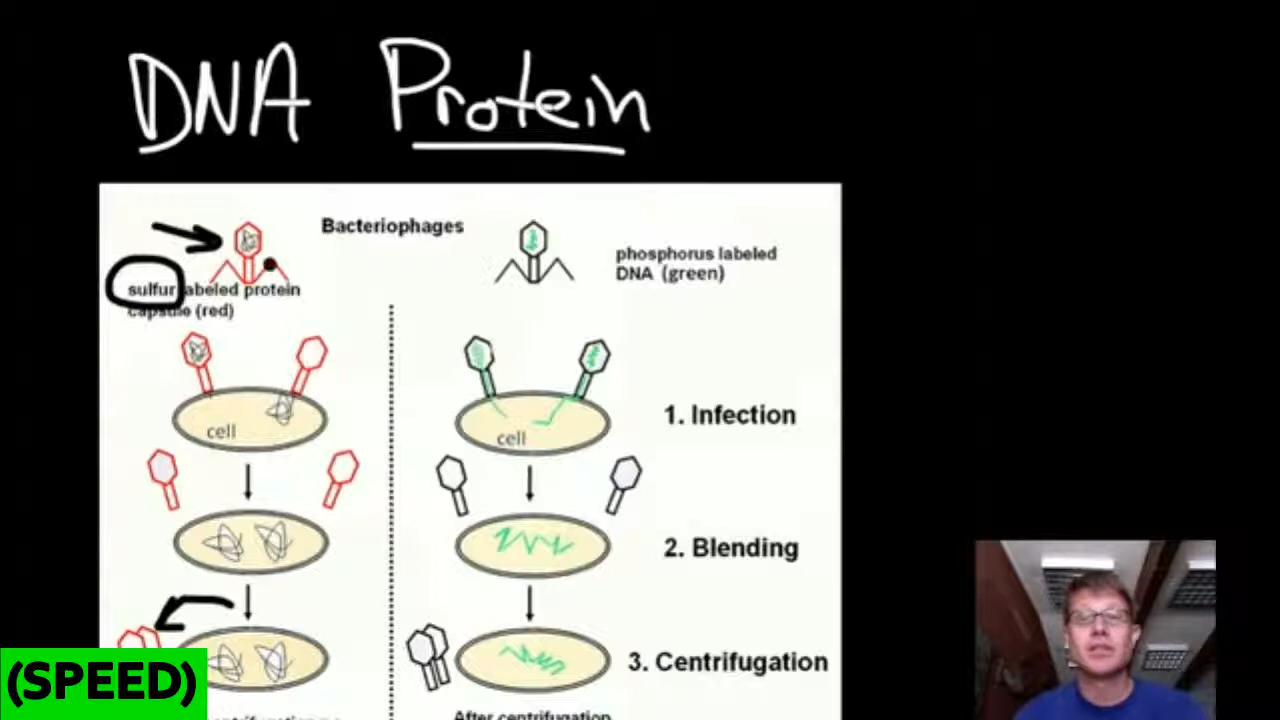 DNA Protein
Bacteriophages
sulfur labeled protein
capsule (red)
phosphorus labeled
DNA (green)
cell
cell
1. Infection
2. Blending
3. Centrifugation
(SPEED)
After centrifugation